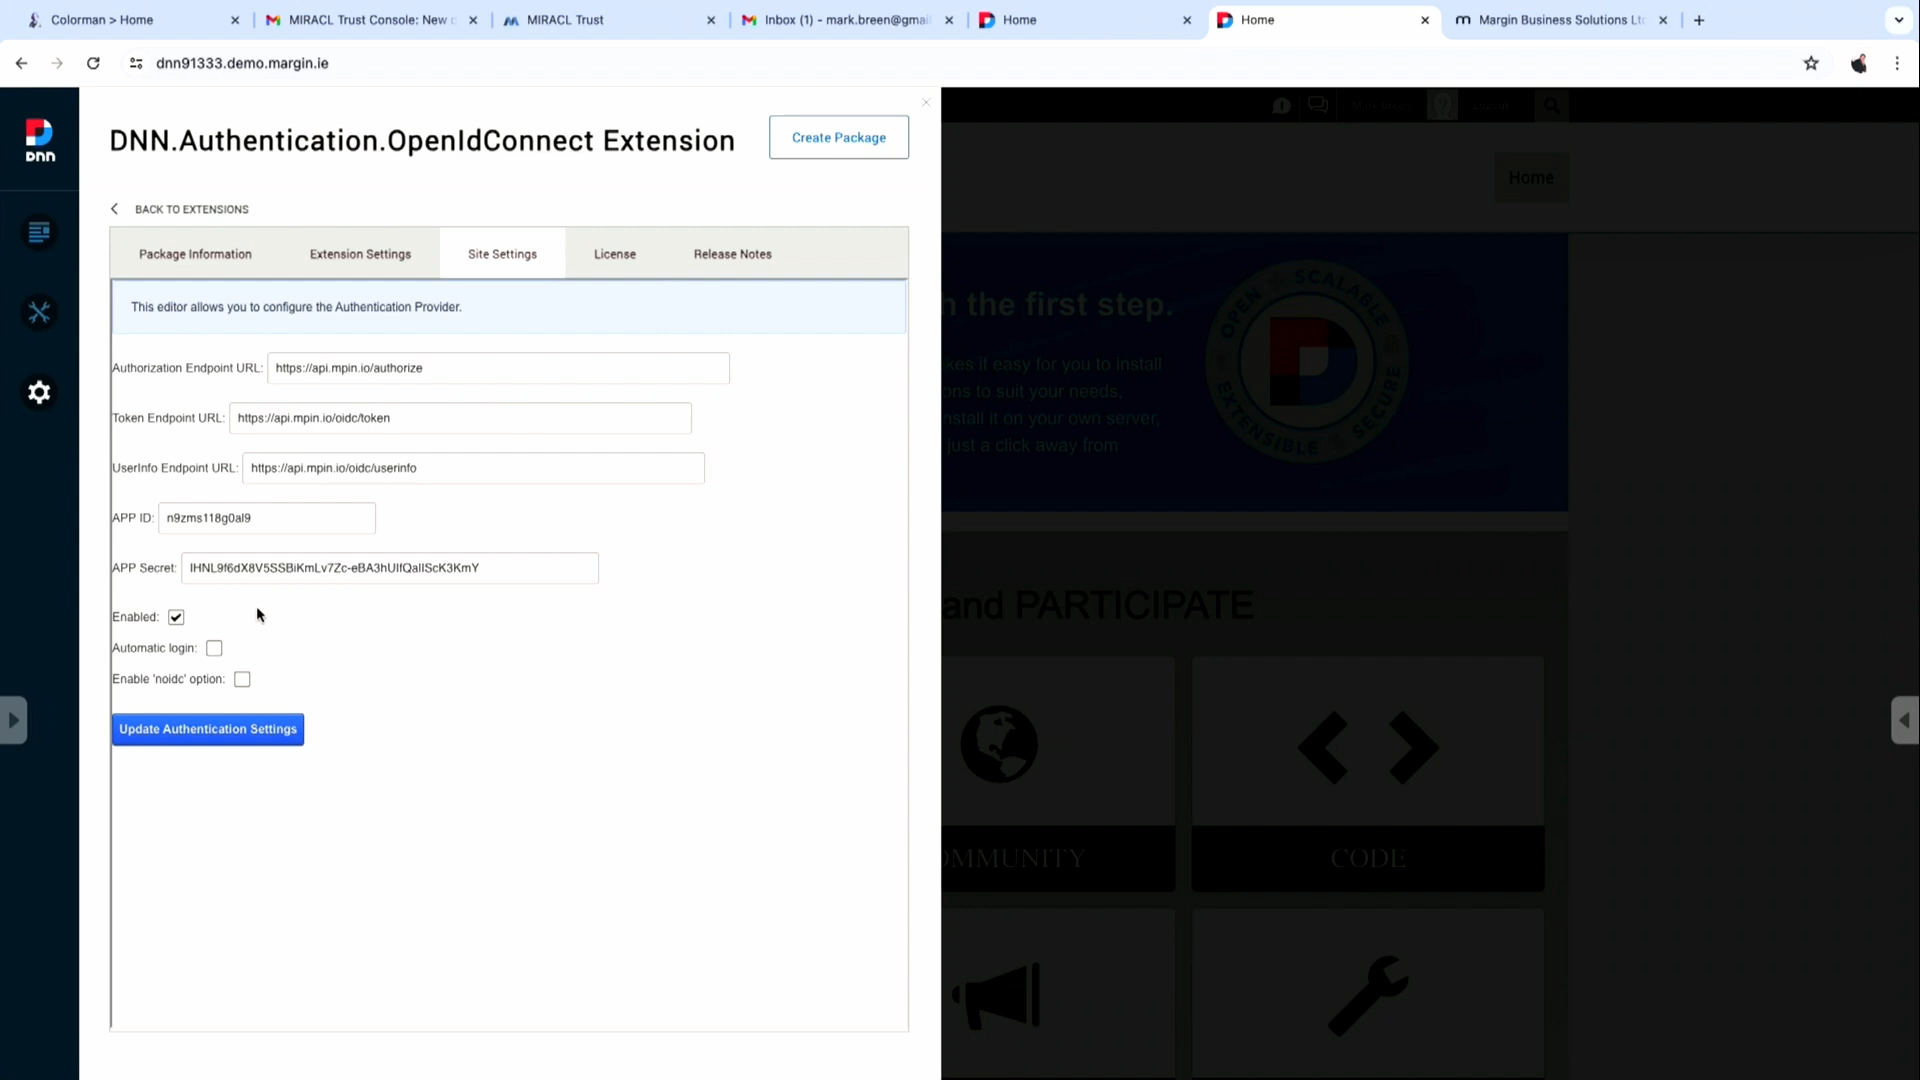 Colorman > Home
MIRACL Trust Console: New
MIRACL Trust
Inbox (1) - mark.breen@gmai
Home
Home
Margin Business Solutions Ltd
dnn91333.demo.margin.ie
DNN
DNN.Authentication.OpenIdConnect Extension
Create Package
BACK TO EXTENSIONS
Package Information
Extension Settings
Site Settings
License
Release Notes
This editor allows you to configure the Authentication Provider.
Authorization Endpoint URL: https://api.mpin.io/authorize
Token Endpoint URL: https://api.mpin.io/oidc/token
UserInfo Endpoint URL: https://api.mpin.io/oidc/userinfo
APP ID: n9zms118g0al9
APP Secret: IHNL9f6dX8V5SSBiKmLv7Zc-eBA3hUIfQaIlScK3KmY
Enabled:
Automatic login:
Enable 'noidc' option:
Update Authentication Settings
Home
the first step.
kes it easy for you to install
ons to suit your needs,
nstall it on your own server,
just a click away from
OPEN SCALABLE
EXTENSIBLE SECURE
and PARTICIPATE
OMMUNITY
CODE